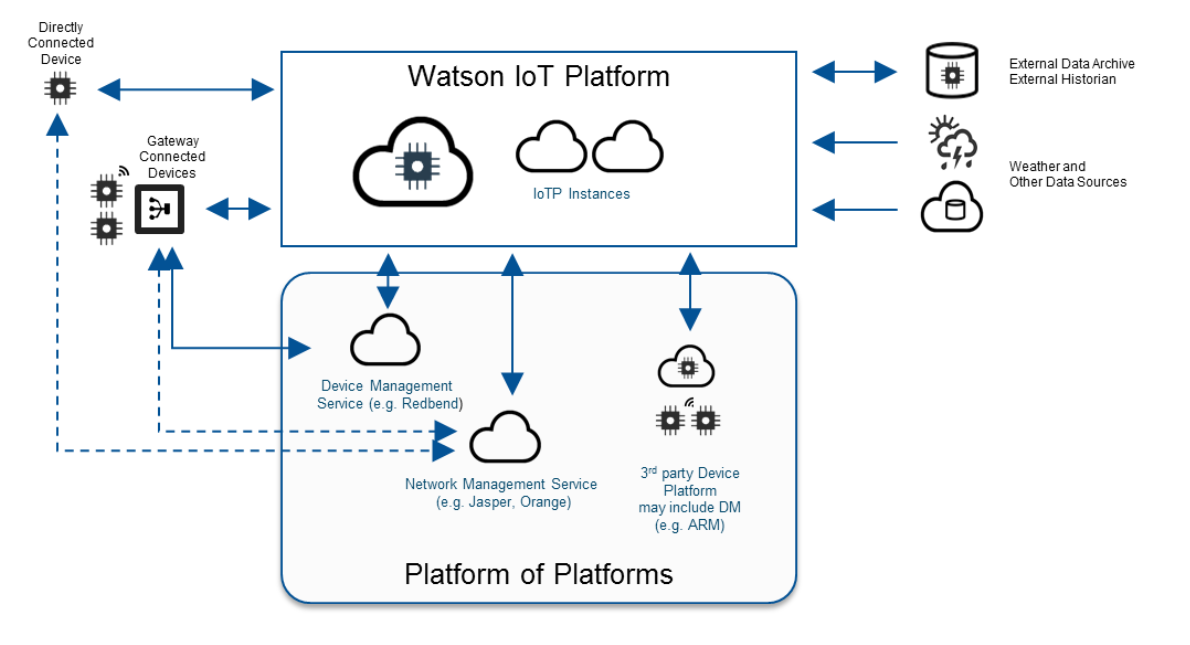 Directly
Connected
Device
Gateway
Connected
Devices
Watson IoT Platform
IoTP Instances
External Data Archive
External Historian
Weather and
Other Data Sources
Device Management
Service (e.g. Redbend)
Network Management Service
(e.g. Jasper, Orange)
3rd party Device
Platform
may include DM
(e.g. ARM)
Platform of Platforms